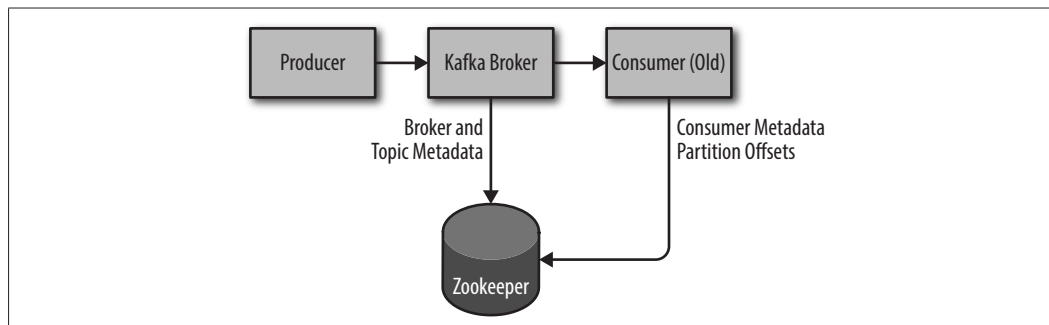 Producer
Kafka Broker
Consumer (Old)
Broker and
Topic Metadata
Consumer Metadata
Partition Offsets
Zookeeper